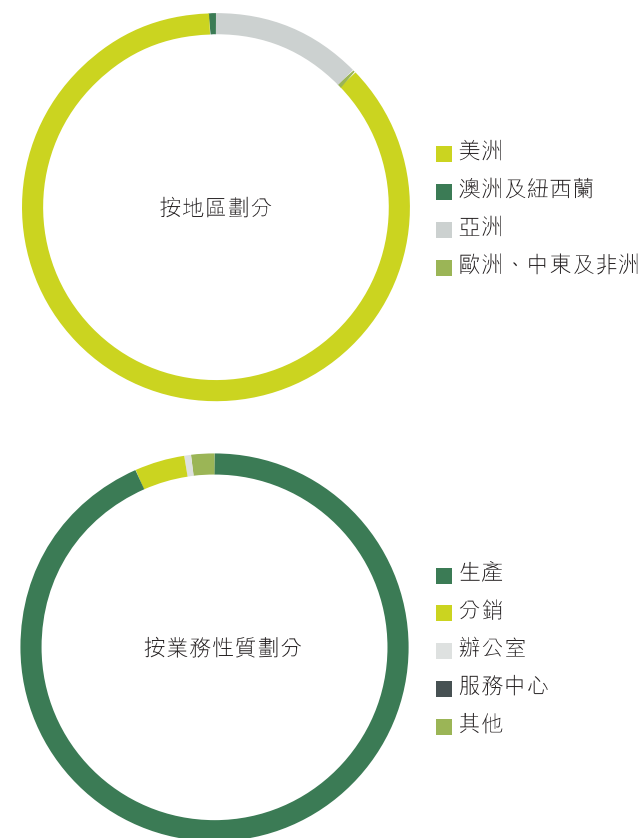 按地區劃分
美洲
澳洲及紐西蘭
亞洲
歐洲、中東及非洲
按業務性質劃分
生產
分銷
辦公室
服務中心
其他